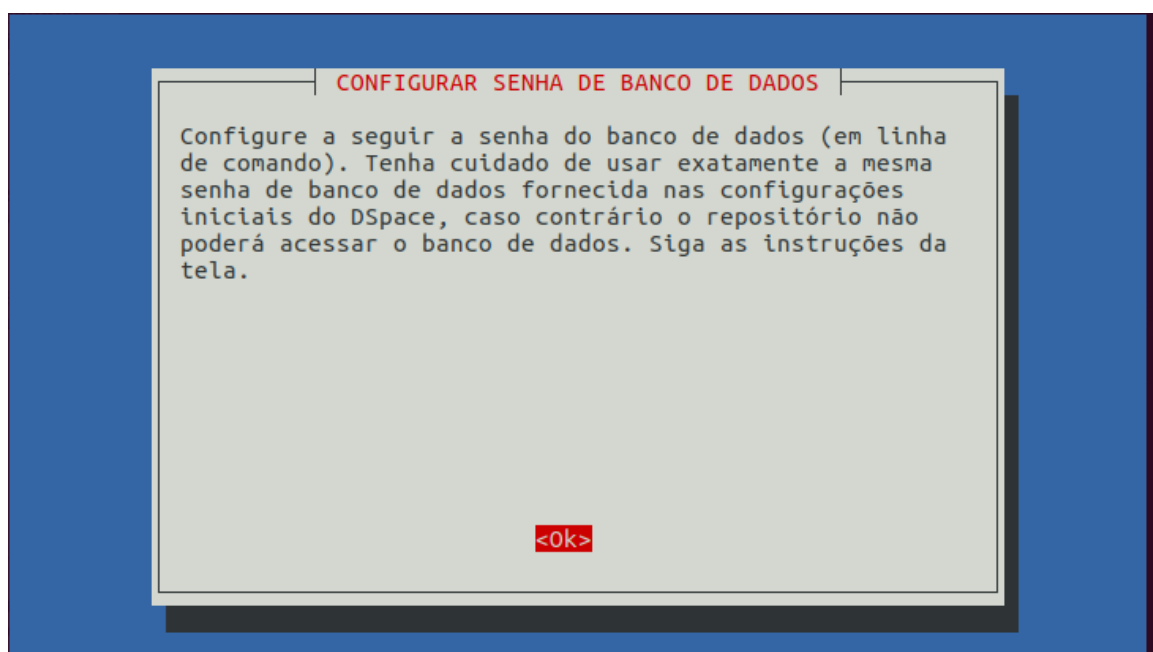 CONFIGURAR SENHA DE BANCO DE DADOS
Configure a seguir a senha do banco de dados (em linha
de comando). Tenha cuidado de usar exatamente a mesma
senha de banco de dados fornecida nas configurações
iniciais do DSpace, caso contrário o repositório não
poderá acessar o banco de dados. Siga as instruções da
tela.
<Ok>